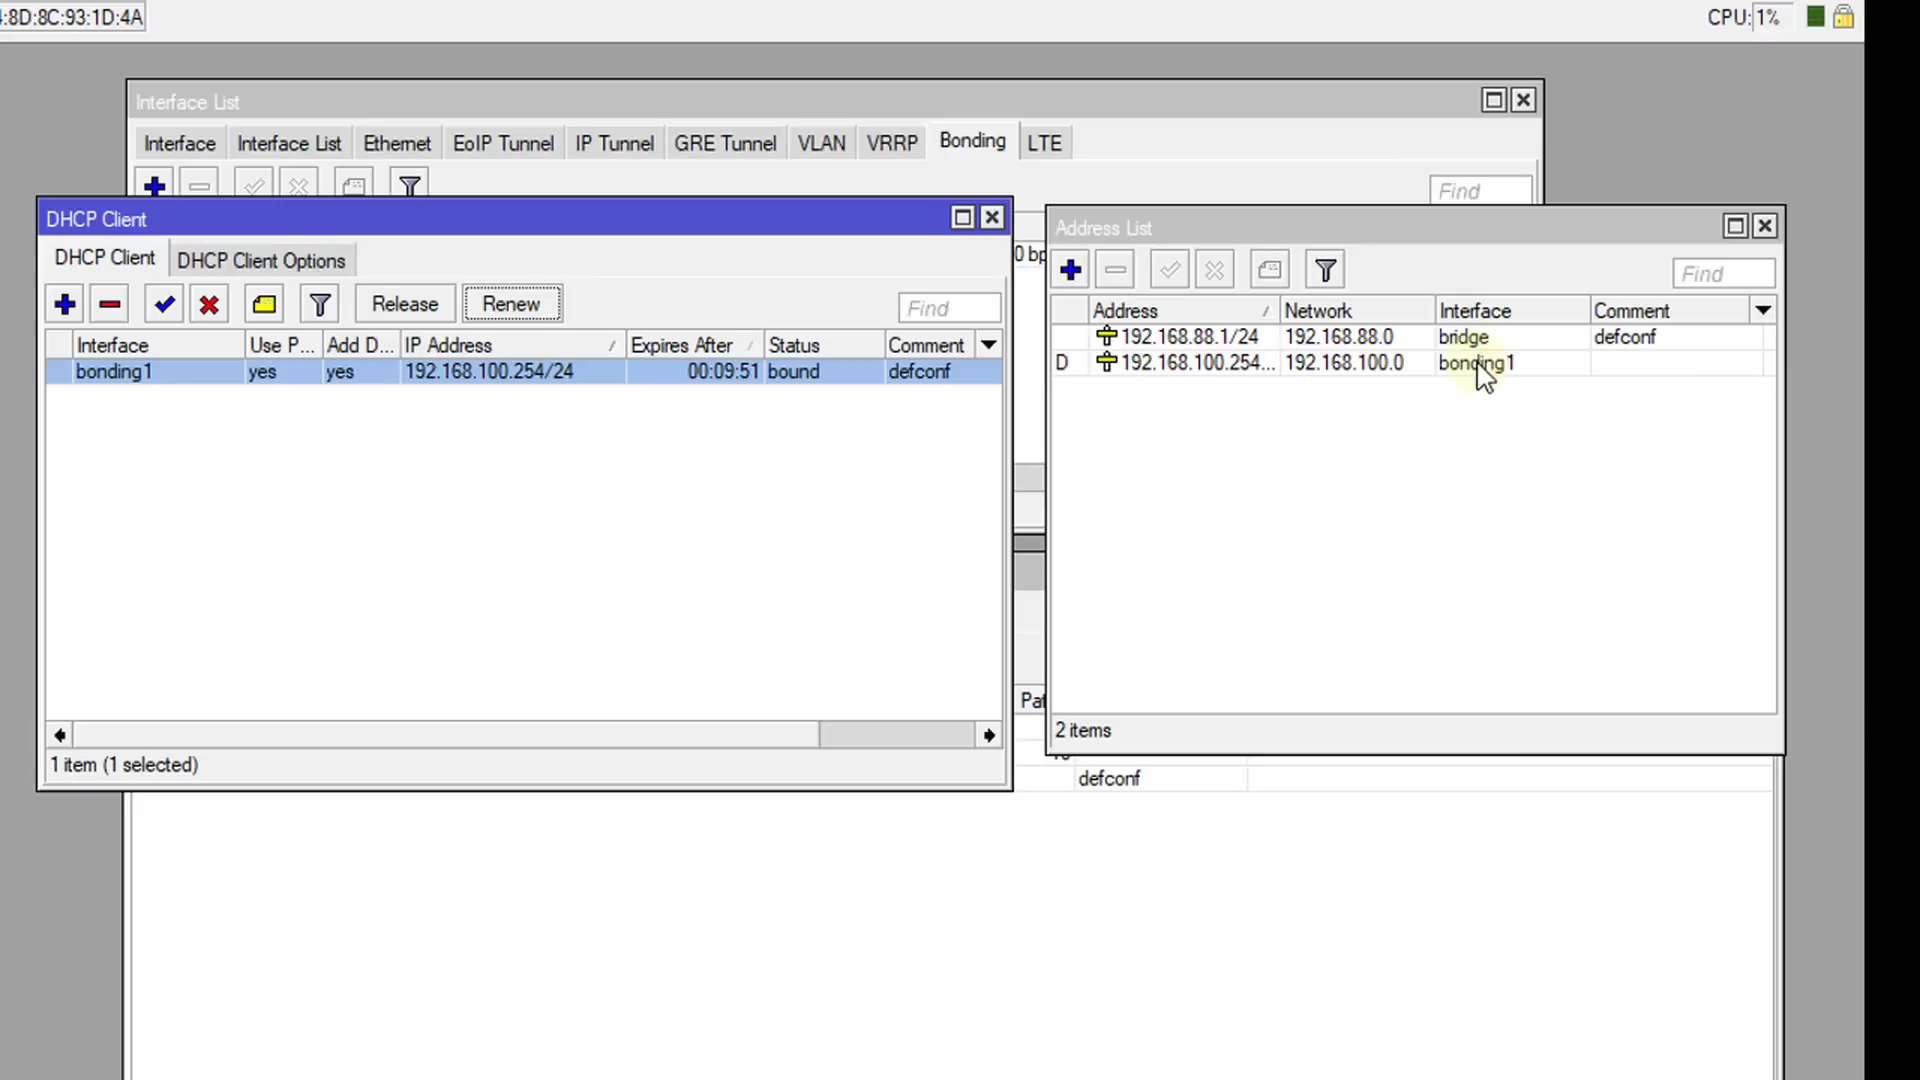 :8D:8C:93:1D:4A
CPU: 1%
Interface List
Interface Interface List Ethernet EoIP Tunnel IP Tunnel GRE Tunnel VLAN VRRP Bonding LTE
Find
DHCP Client
DHCP Client DHCP Client Options
Release Renew Find
Interface Use P... Add D... IP Address Expires After Status Comment
bonding1 yes yes 192.168.100.254/24 00:09:51 bound defconf
1 item (1 selected)
0 bp
Address List
Find
Address Network Interface Comment
192.168.88.1/24 192.168.88.0 bridge defconf
D 192.168.100.254... 192.168.100.0 bonding1
2 items
Pat
defconf